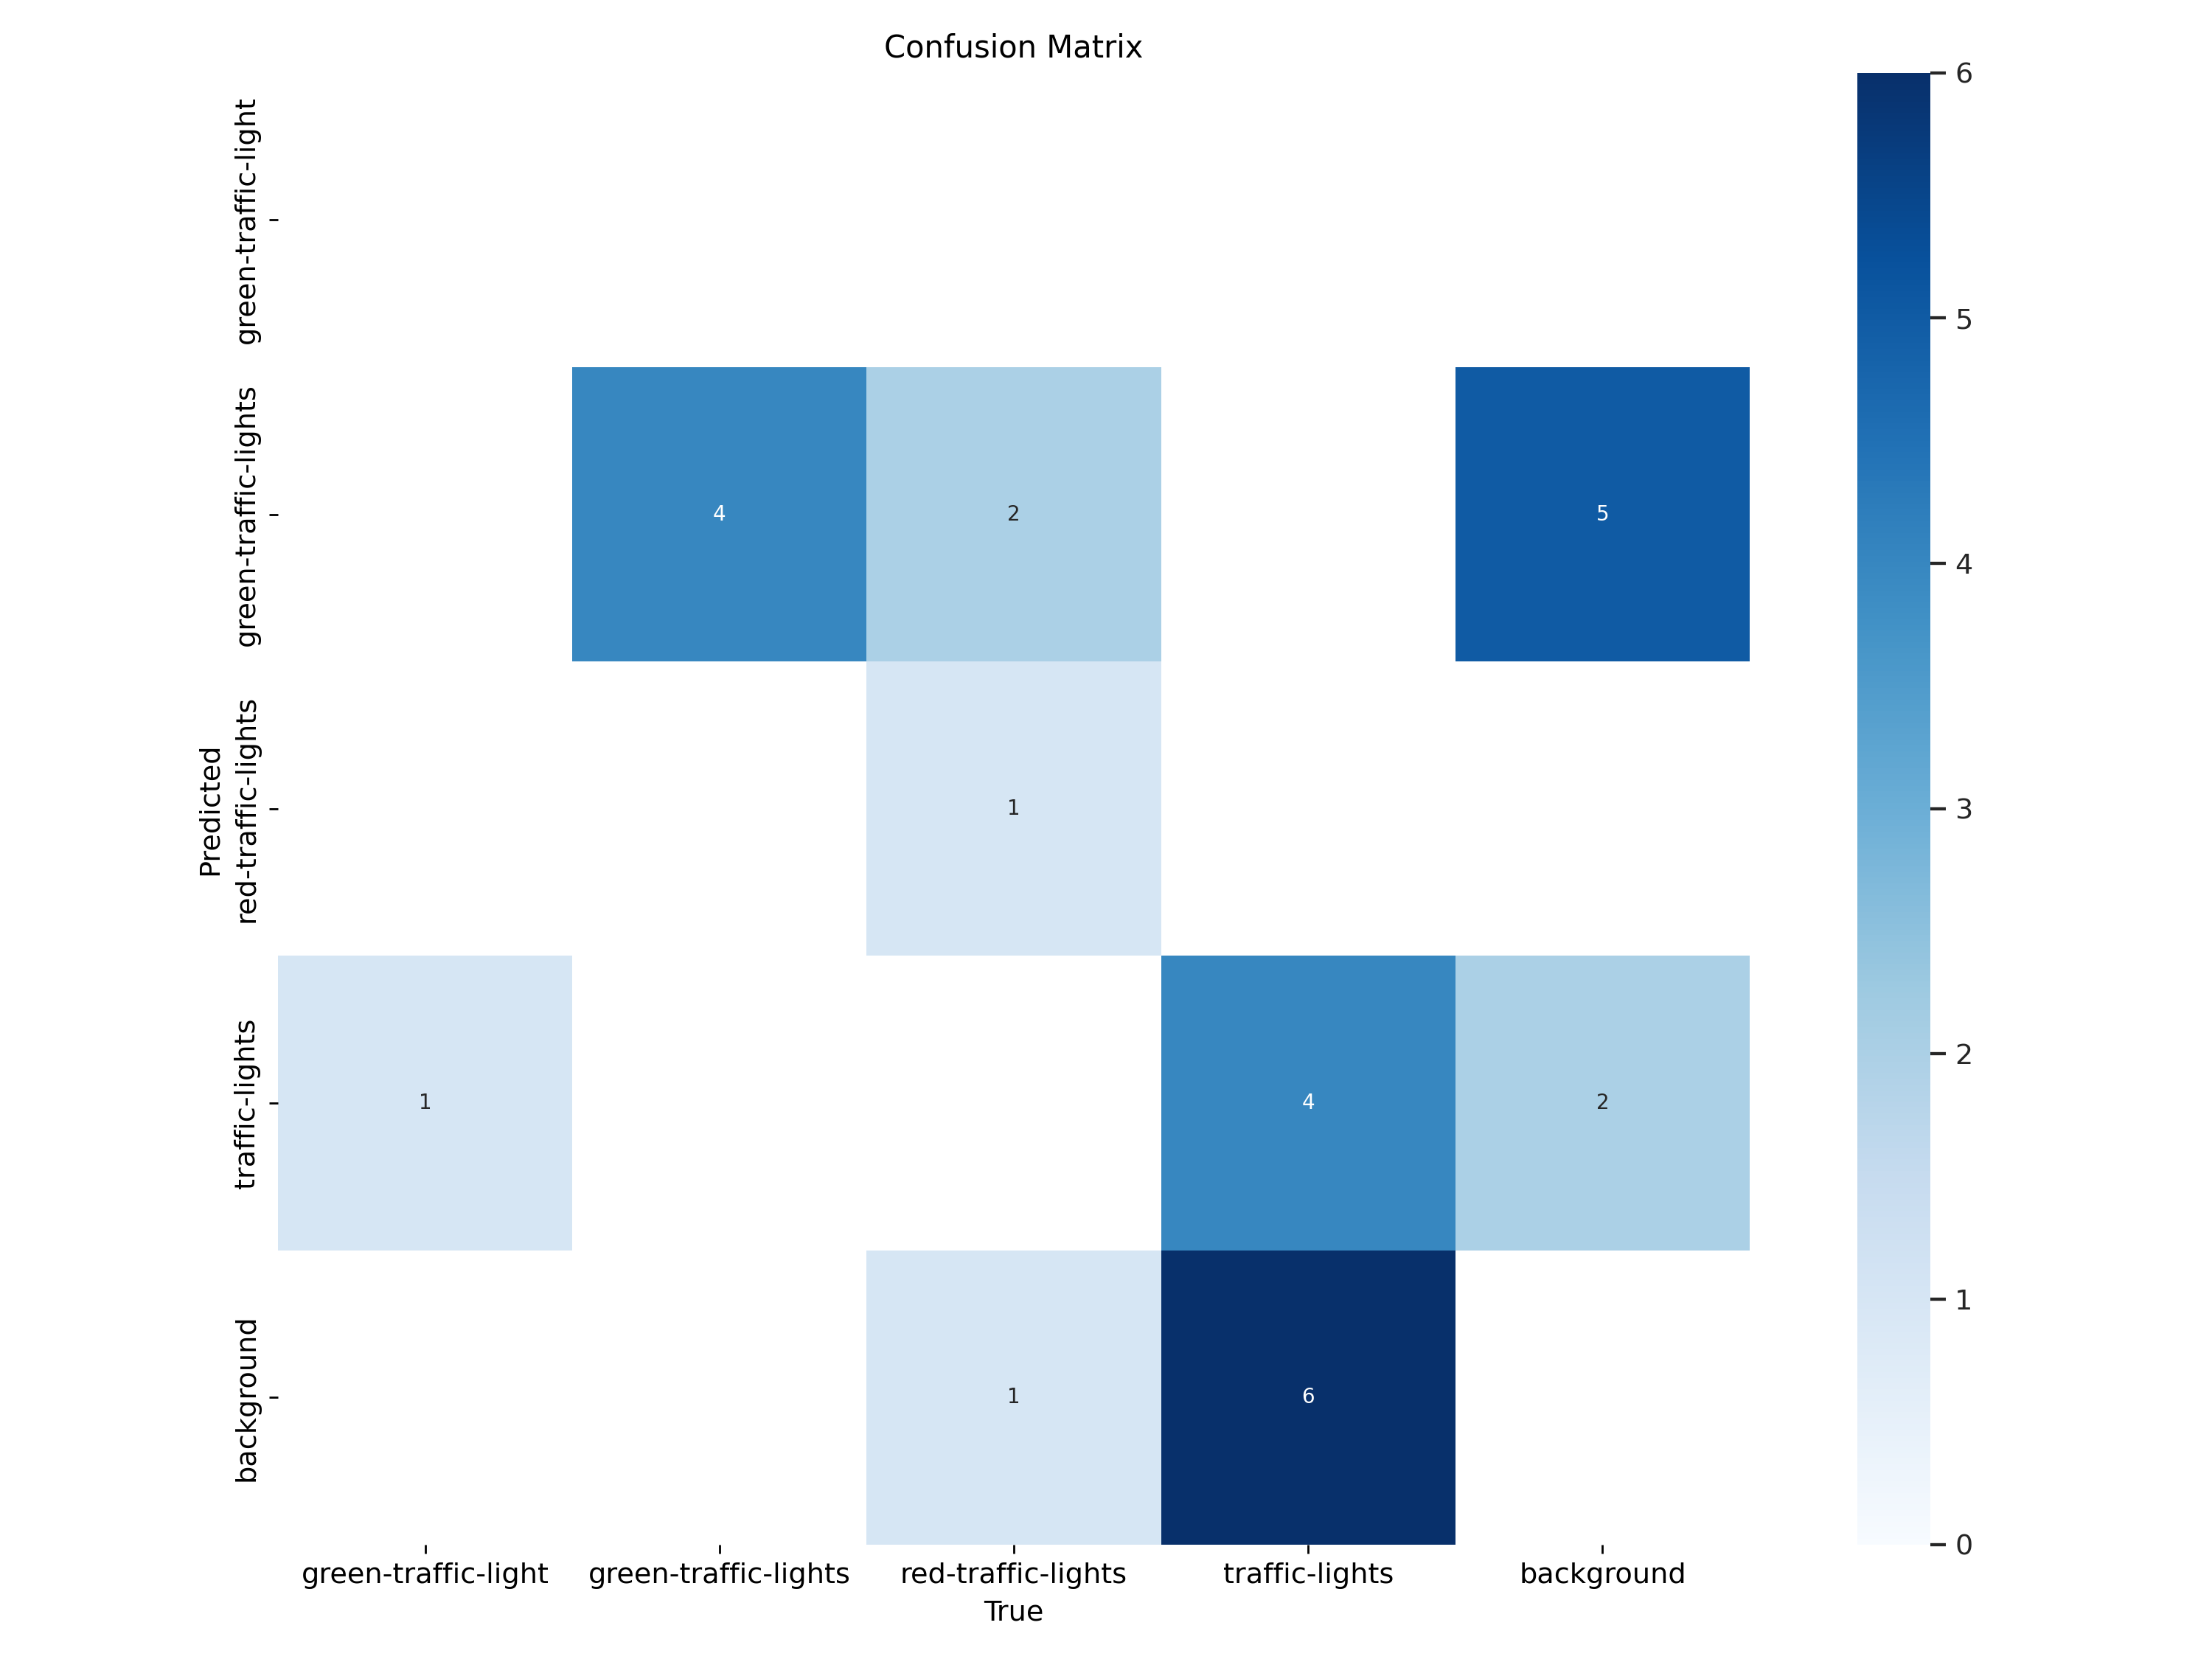 Confusion Matrix
green-traffic-light
green-traffic-lights
red-traffic-lights
traffic-lights
background
Predicted
4 2 5
1
1 4 2
1 6
green-traffic-light green-traffic-lights red-traffic-lights traffic-lights background
True
6
5
4
3
2
1
0